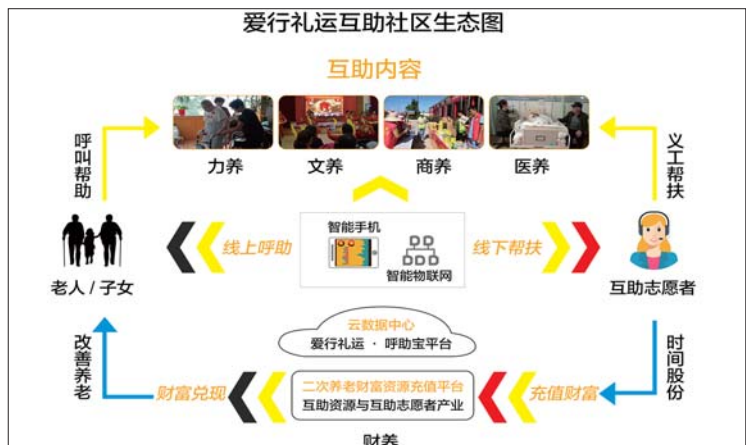 爱行礼运互助社区生态图
互助内容
力养
文养
商养
医养
呼叫帮助
义工帮扶
线上呼助
智能手机
智能物联网
线下帮扶
老人 / 子女
互助志愿者
云数据中心
爱行礼运 · 呼助宝平台
改善养老
时间股份
财富兑现
二次养老财富资源充值平台
互助资源与互助志愿者产业
充值财富
财养